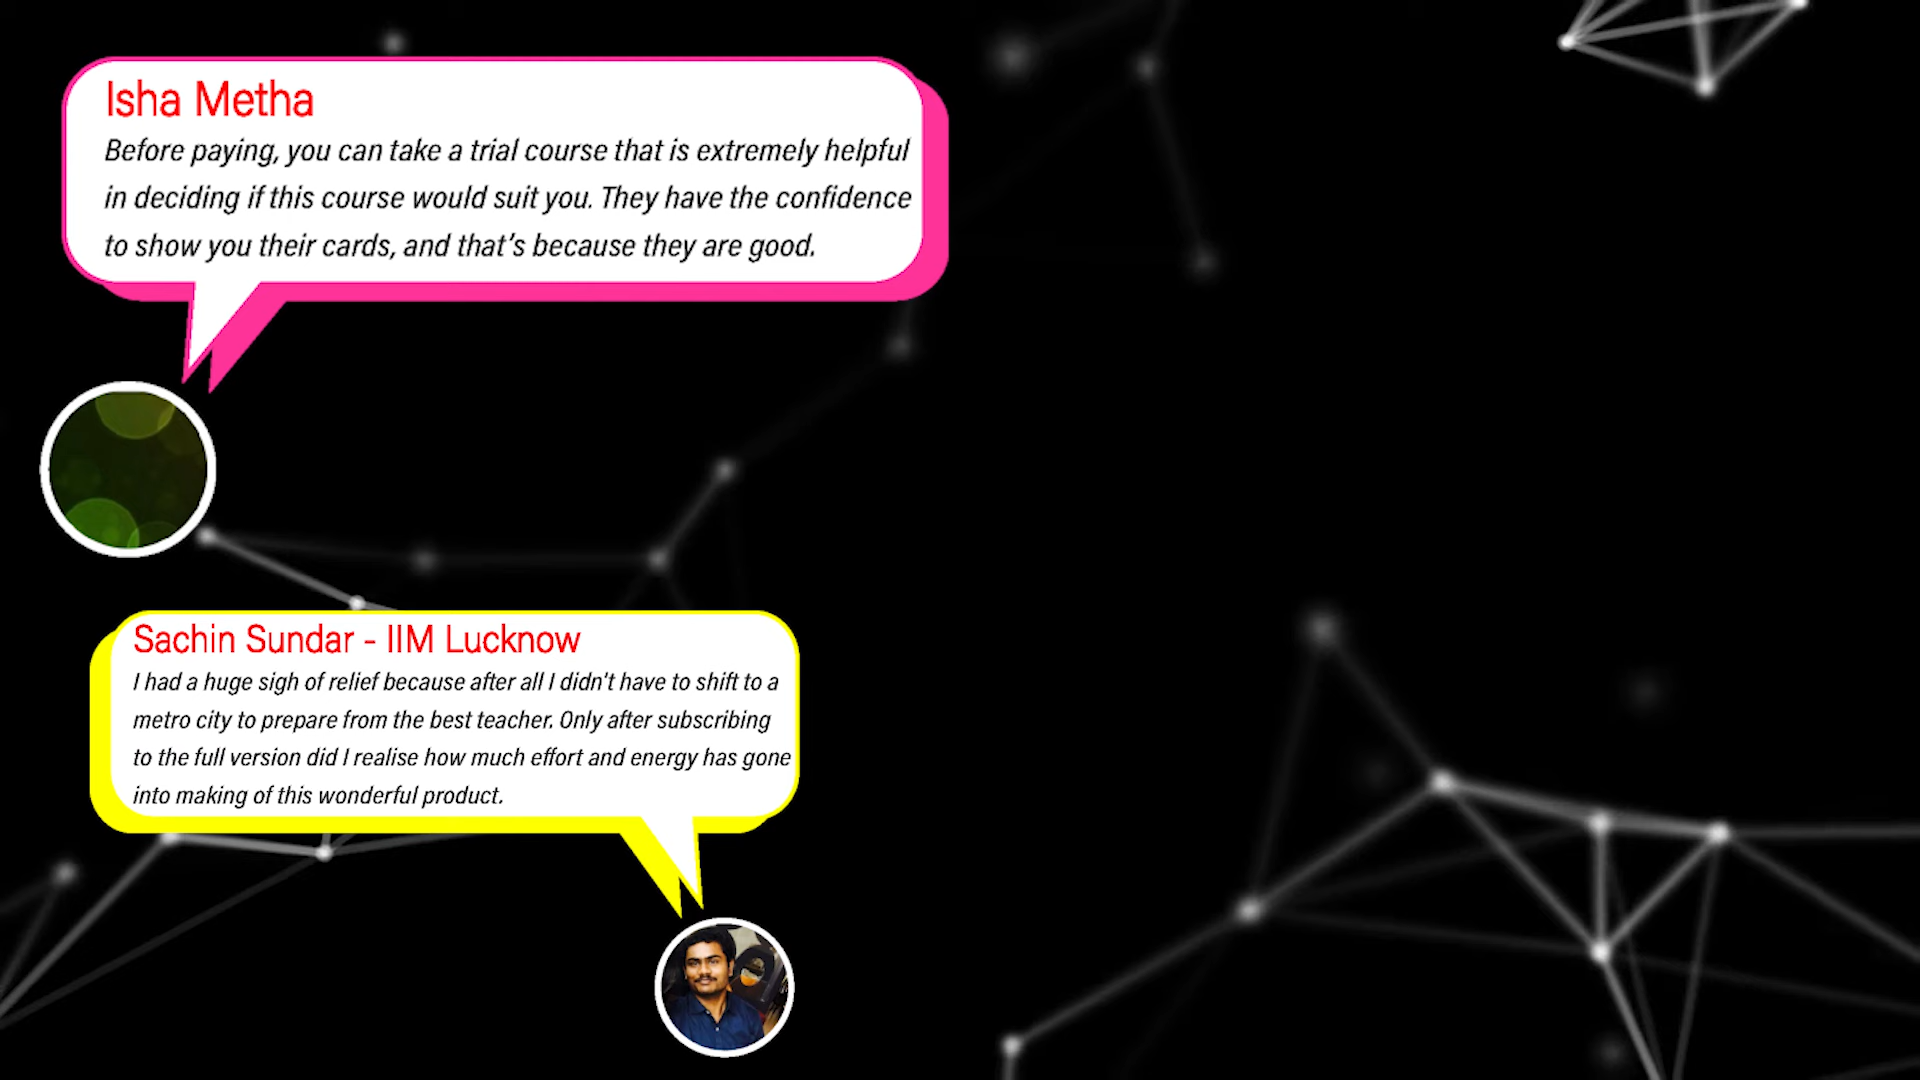 Isha Metha
Before paying, you can take a trial course that is extremely helpful
in deciding if this course would suit you. They have the confidence
to show you their cards, and that's because they are good.
Sachin Sundar - IIM Lucknow
I had a huge sigh of relief because after all I didn't have to shift to a
metro city to prepare from the best teacher. Only after subscribing
to the full version did I realise how much effort and energy has gone
into making of this wonderful product.